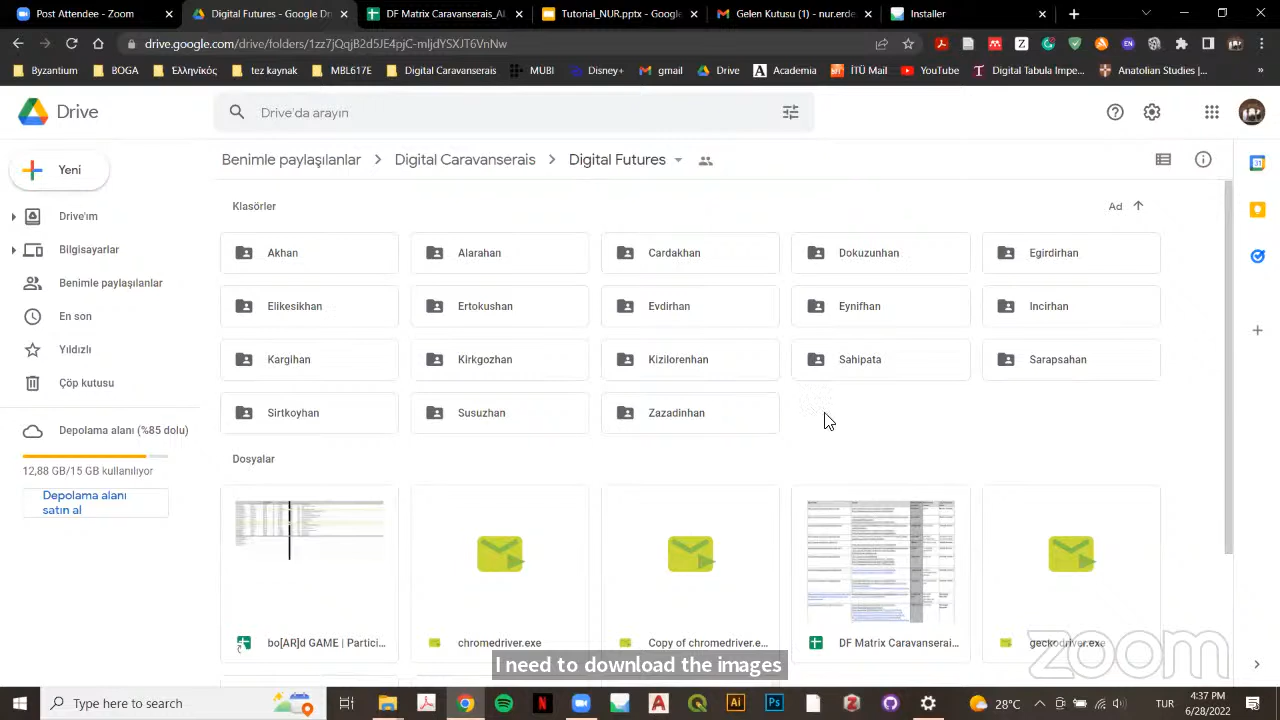 Post Attendee - Zoom
Digital Futures - Google Dri
DF Matrix Caravanserais_AL
Tutorial_NUR.pptx - Google
Gelen Kutusu (1) - nur.erde
Installer
drive.google.com/drive/folders/1zz7jQqjB2d5JE4pjC-mljdYSXJT6VnNw
Byzantium
BOGA
Ελληνικός
tez kaynak
MBL617E
Digital Caravanserais
MUBI
Disney+
gmail
Drive
Academia
İTÜ Mail
YouTube
Digital Tabula Impe...
Anatolian Studies |...
Drive
Drive'da arayın
Yeni
Benimle paylaşılanlar
Digital Caravanserais
Digital Futures
Drive'ım
Bilgisayarlar
Benimle paylaşılanlar
En son
Yıldızlı
Çöp kutusu
Depolama alanı (%85 dolu)
12,88 GB/15 GB kullanılıyor
Depolama alanı
satın al
Klasörler
Ad
Akhan
Alarahan
Cardakhan
Dokuzunhan
Egirdirhan
Elikesikhan
Ertokushan
Evdirhan
Eynifhan
Incirhan
Kargihan
Kirkgozhan
Kizilorenhan
Sahipata
Sarapsahan
Sirtkoyhan
Susuzhan
Zazadinhan
Dosyalar
bo[AR]d GAME | Partici...
chromedriver.exe
Copy of chromedriver.e...
DF Matrix Caravanserai...
geckodriver.exe
zoom
I need to download the images
Type here to search
28°C
TUR
4:37 PM
6/28/2022